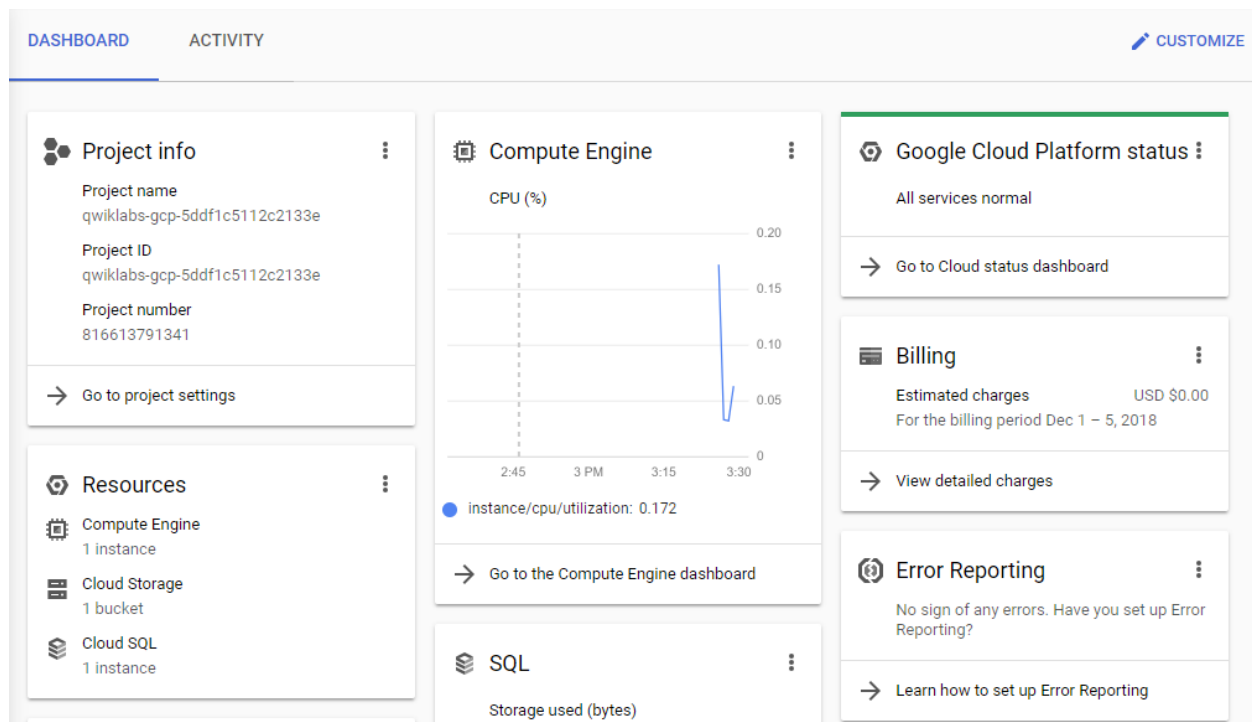 DASHBOARD
ACTIVITY
CUSTOMIZE
Project info
Project name
qwiklabs-gcp-5ddf1c5112c2133e
Project ID
qwiklabs-gcp-5ddf1c5112c2133e
Project number
816613791341
Go to project settings
Resources
Compute Engine
1 instance
Cloud Storage
1 bucket
Cloud SQL
1 instance
Compute Engine
CPU (%)
0.20
0.15
0.10
0.05
0
2:45 3 PM 3:15 3:30
instance/cpu/utilization: 0.172
Go to the Compute Engine dashboard
SQL
Storage used (bytes)
Google Cloud Platform status
All services normal
Go to Cloud status dashboard
Billing
Estimated charges USD $0.00
For the billing period Dec 1 – 5, 2018
View detailed charges
Error Reporting
No sign of any errors. Have you set up Error
Reporting?
Learn how to set up Error Reporting